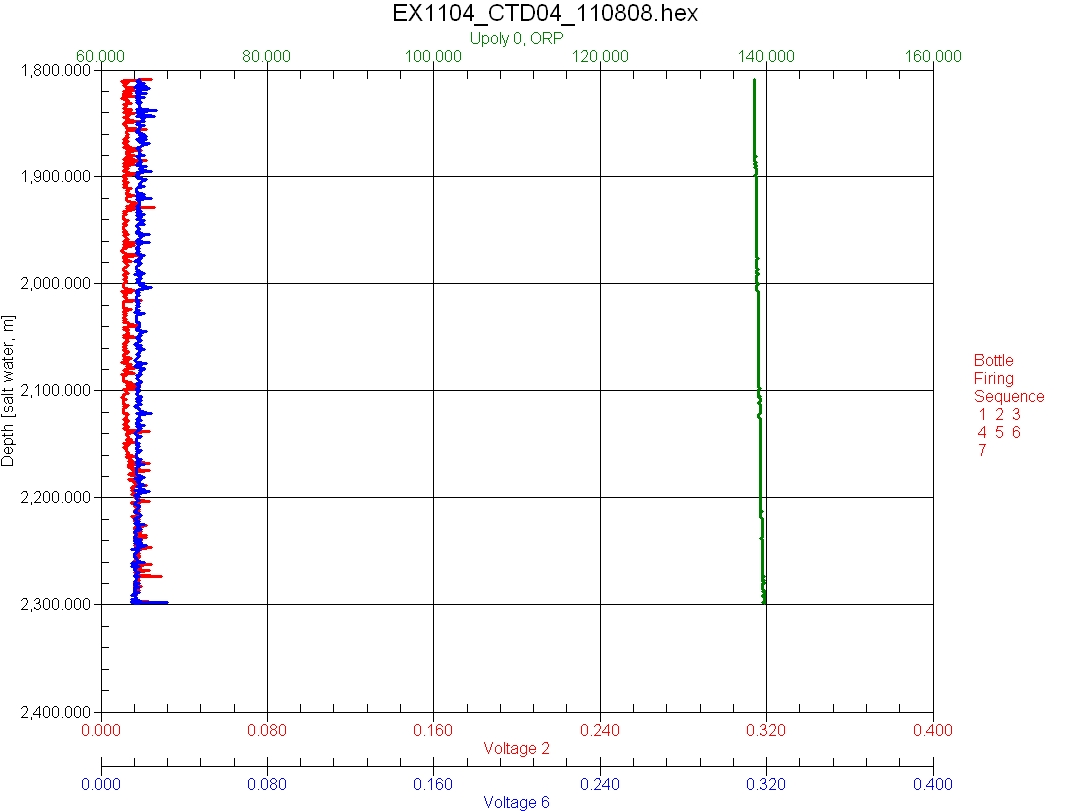 EX1104_CTD04_110808.hex
Upoly 0, ORP
60.000 80.000 100.000 120.000 140.000 160.000
1,800.000
1,900.000
2,000.000
2,100.000
2,200.000
2,300.000
2,400.000
Depth [salt water, m]
0.000 0.080 0.160 0.240 0.320 0.400
Voltage 2
0.000 0.080 0.160 0.240 0.320 0.400
Voltage 6
Bottle
Firing
Sequence
1 2 3
4 5 6
7